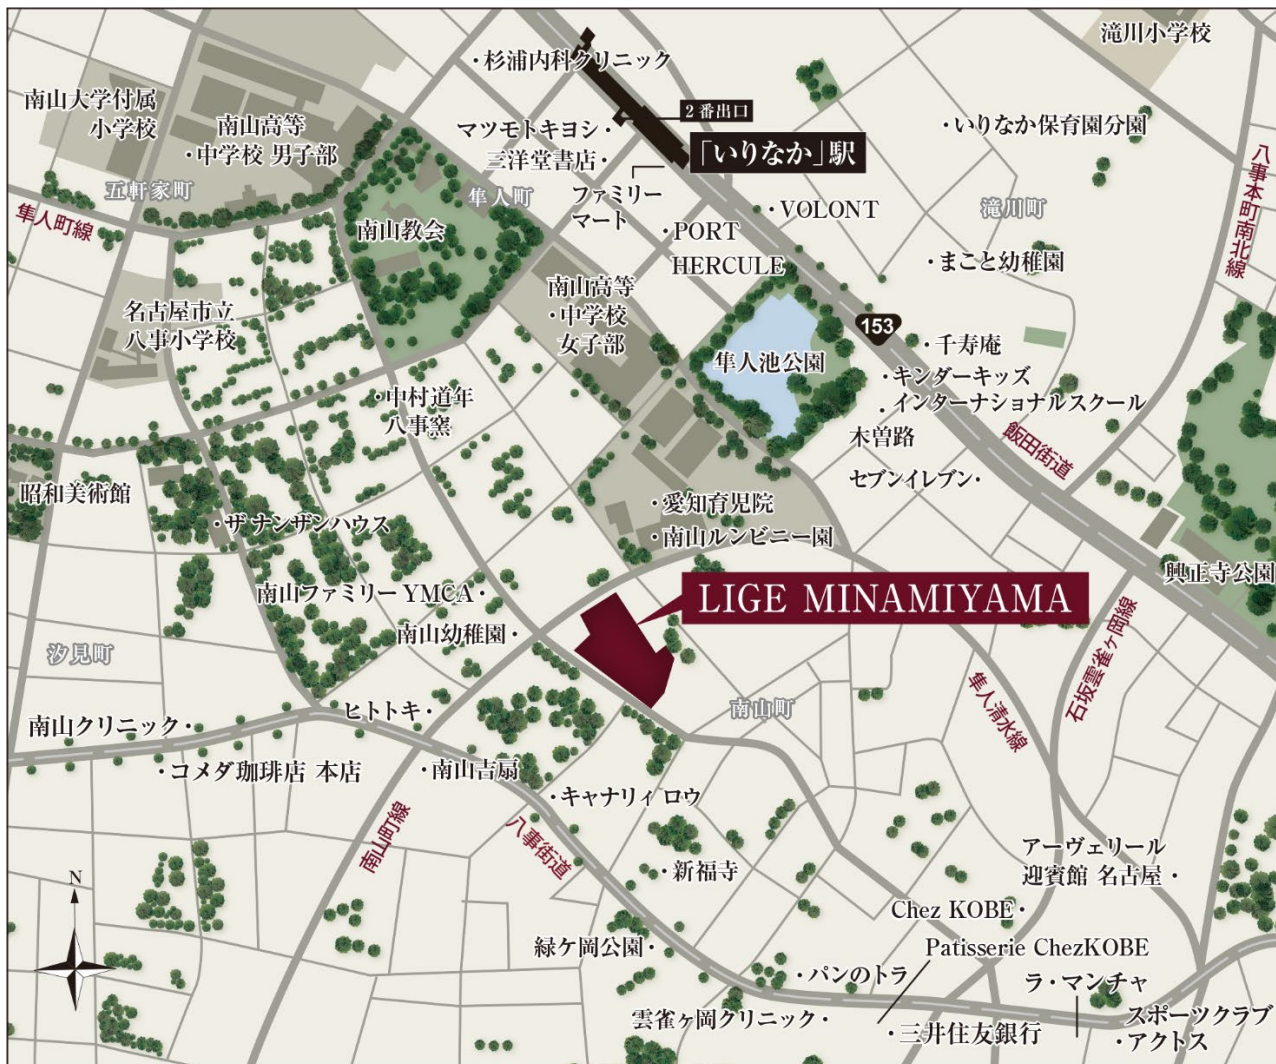 滝川小学校
・杉浦内科クリニック
南山大学付属
小学校
南山高等
・中学校 男子部
2番出口
マツモトキヨシ・
三洋堂書店・
「いりなか」駅
・いりなか保育園分園
八事本町南北線
五軒家町
隼人町
ファミリー
マート
・VOLONT
滝川町
隼人町線
南山教会
・PORT
HERCULE
・まこと幼稚園
名古屋市立
八事小学校
南山高等
・中学校
女子部
153
隼人池公園
・千寿庵
・キンダーキッズ
インターナショナルスクール
・中村道年
八事窯
木曽路
飯田街道
セブンイレブン・
昭和美術館
・ザ ナンザンハウス
・愛知育児院
・南山ルンビニー園
興正寺公園
南山ファミリーYMCA・
LIGE MINAMIYAMA
南山幼稚園・
汐見町
石坂雲雀ヶ岡線
隼人清水線
南山町
南山クリニック・
ヒトトキ・
・コメダ珈琲店 本店
・南山吉扇
・キャナリィ ロウ
南山町線
八事街道
・新福寺
アーヴェリール
迎賓館 名古屋・
N
Chez KOBE・
緑ケ岡公園・
Patisserie ChezKOBE
・パンのトラ
ラ・マンチャ
雲雀ヶ岡クリニック・
・三井住友銀行
スポーツクラブ
・アクトス